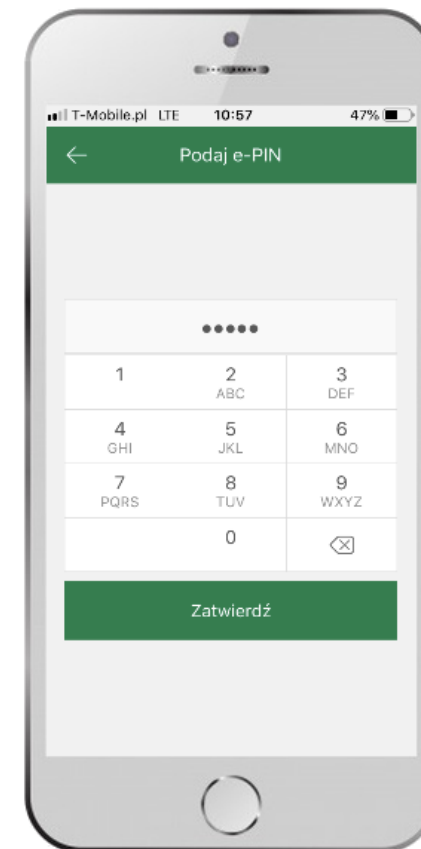 T-Mobile.pl LTE 10:57 47%
Podaj e-PIN
•••••
1 2 3
ABC DEF
4 5 6
GHI JKL MNO
7 8 9
PQRS TUV WXYZ
0
Zatwierdź